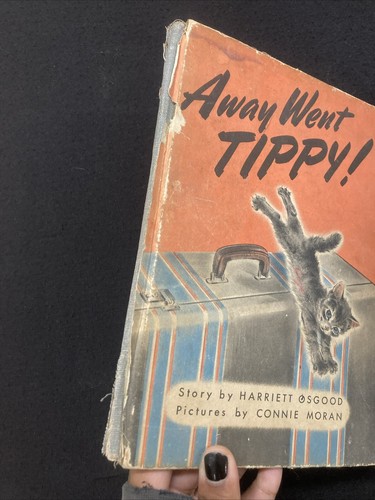 Away Went
TIPPY!
Story by HARRIETT OSGOOD
Pictures by CONNIE MORAN